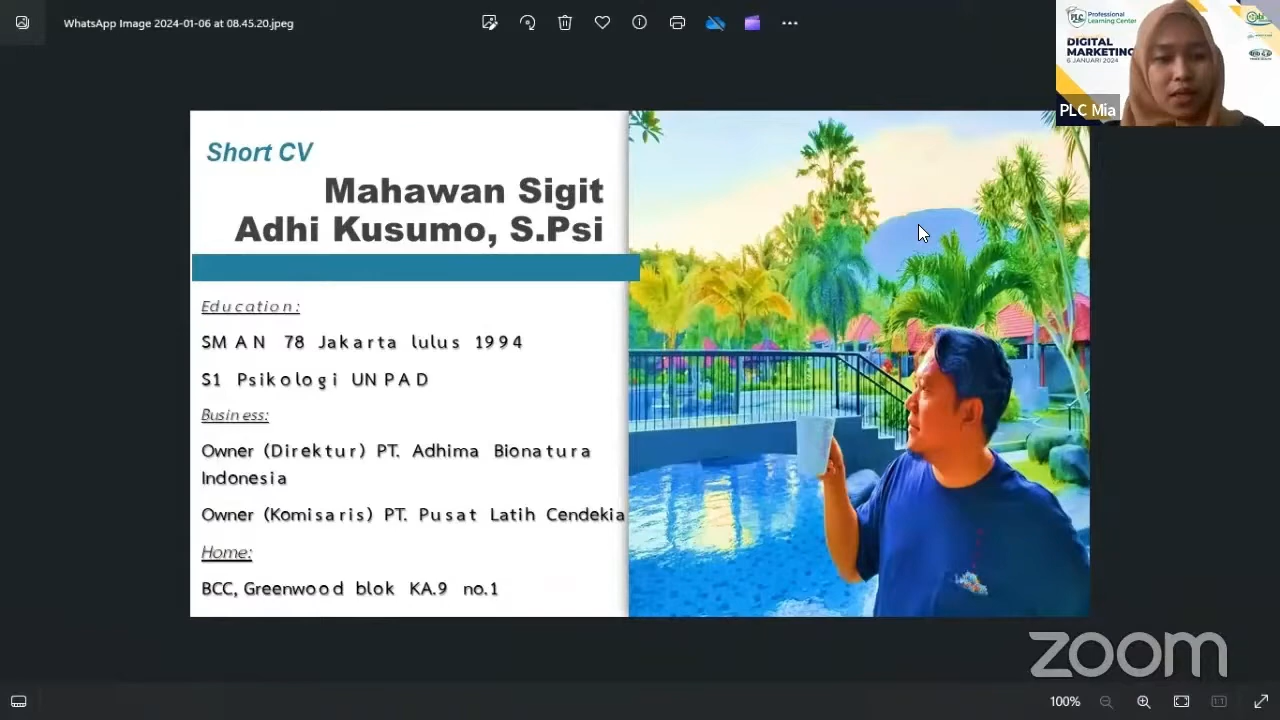 WhatsApp Image 2024-01-06 at 08.45.20.jpeg
PLC
Professional
Learning Center
DIGITAL
MARKETING
6 JANUARI 2024
PLC Mia
Short CV
Mahawan Sigit
Adhi Kusumo, S.Psi
Education:
SMAN 78 Jakarta lulus 1994
S1 Psikologi UNPAD
Business:
Owner (Direktur) PT. Adhima Bionatura
Indonesia
Owner (Komisaris) PT. Pusat Latih Cendekia
Home:
BCC, Greenwood blok KA.9 no.1
zoom
100%
1:1